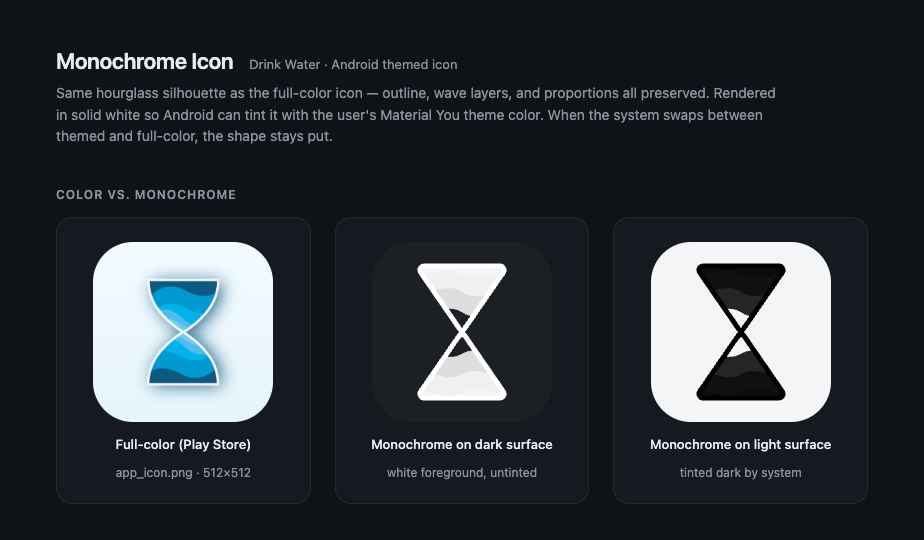 Monochrome Icon Drink Water · Android themed icon
Same hourglass silhouette as the full-color icon — outline, wave layers, and proportions all preserved. Rendered
in solid white so Android can tint it with the user's Material You theme color. When the system swaps between
themed and full-color, the shape stays put.
COLOR VS. MONOCHROME
Full-color (Play Store)
app_icon.png · 512×512
Monochrome on dark surface
white foreground, untinted
Monochrome on light surface
tinted dark by system